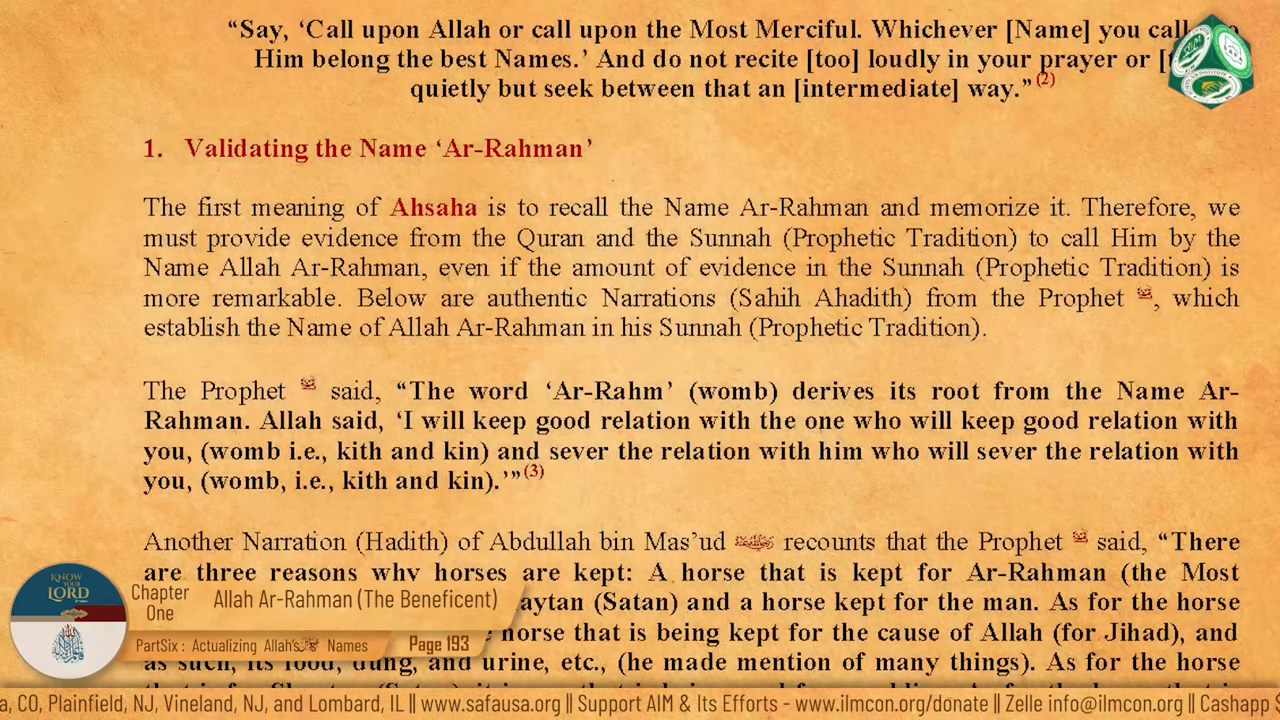 “Say, ‘Call upon Allah or call upon the Most Merciful. Whichever [Name] you call
Him belong the best Names.’ And do not recite [too] loudly in your prayer or [
quietly but seek between that an [intermediate] way.” (2)
1. Validating the Name ‘Ar-Rahman’
The first meaning of Ahsaha is to recall the Name Ar-Rahman and memorize it. Therefore, we
must provide evidence from the Quran and the Sunnah (Prophetic Tradition) to call Him by the
Name Allah Ar-Rahman, even if the amount of evidence in the Sunnah (Prophetic Tradition) is
more remarkable. Below are authentic Narrations (Sahih Ahadith) from the Prophet ﷺ, which
establish the Name of Allah Ar-Rahman in his Sunnah (Prophetic Tradition).
The Prophet ﷺ said, “The word ‘Ar-Rahm’ (womb) derives its root from the Name Ar-
Rahman. Allah said, ‘I will keep good relation with the one who will keep good relation with
you, (womb i.e., kith and kin) and sever the relation with him who will sever the relation with
you, (womb, i.e., kith and kin).’” (3)
Another Narration (Hadith) of Abdullah bin Mas’ud recounts that the Prophet ﷺ said, “There
are three reasons why horses are kept: A horse that is kept for Ar-Rahman (the Most
aytan (Satan) and a horse kept for the man. As for the horse
horse that is being kept for the cause of Allah (for Jihad), and
as such, its food, dung, and urine, etc., (he made mention of many things). As for the horse
KNOW YOUR LORD
Chapter One
Allah Ar-Rahman (The Beneficent)
PartSix : Actualizing Allah's Names
Page 193
a, CO, Plainfield, NJ, Vineland, NJ, and Lombard, IL || www.safausa.org || Support AIM & Its Efforts - www.ilmcon.org || Zelle info@ilmcon.org || Cashapp